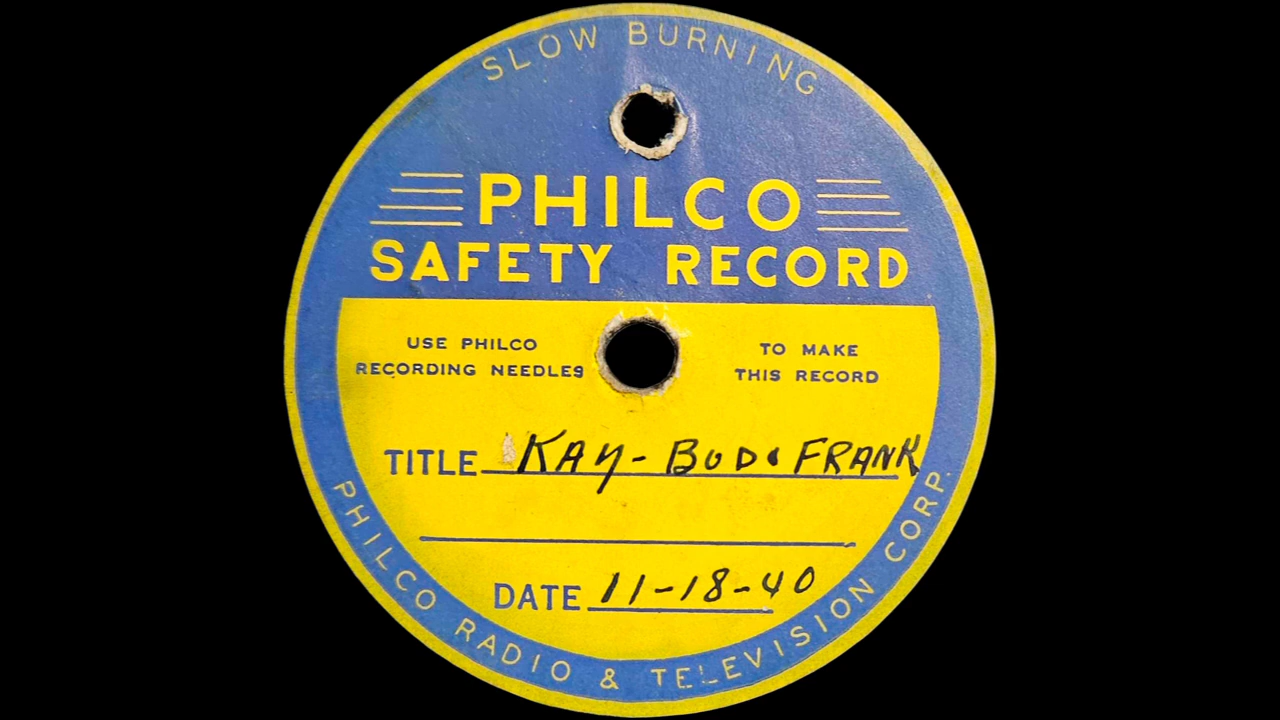 SLOW BURNING
PHILCO
SAFETY RECORD
USE PHILCO
RECORDING NEEDLES
TO MAKE
THIS RECORD
TITLE KAY - BUD & FRANK
DATE 11-18-40
PHILCO RADIO & TELEVISION CORP.